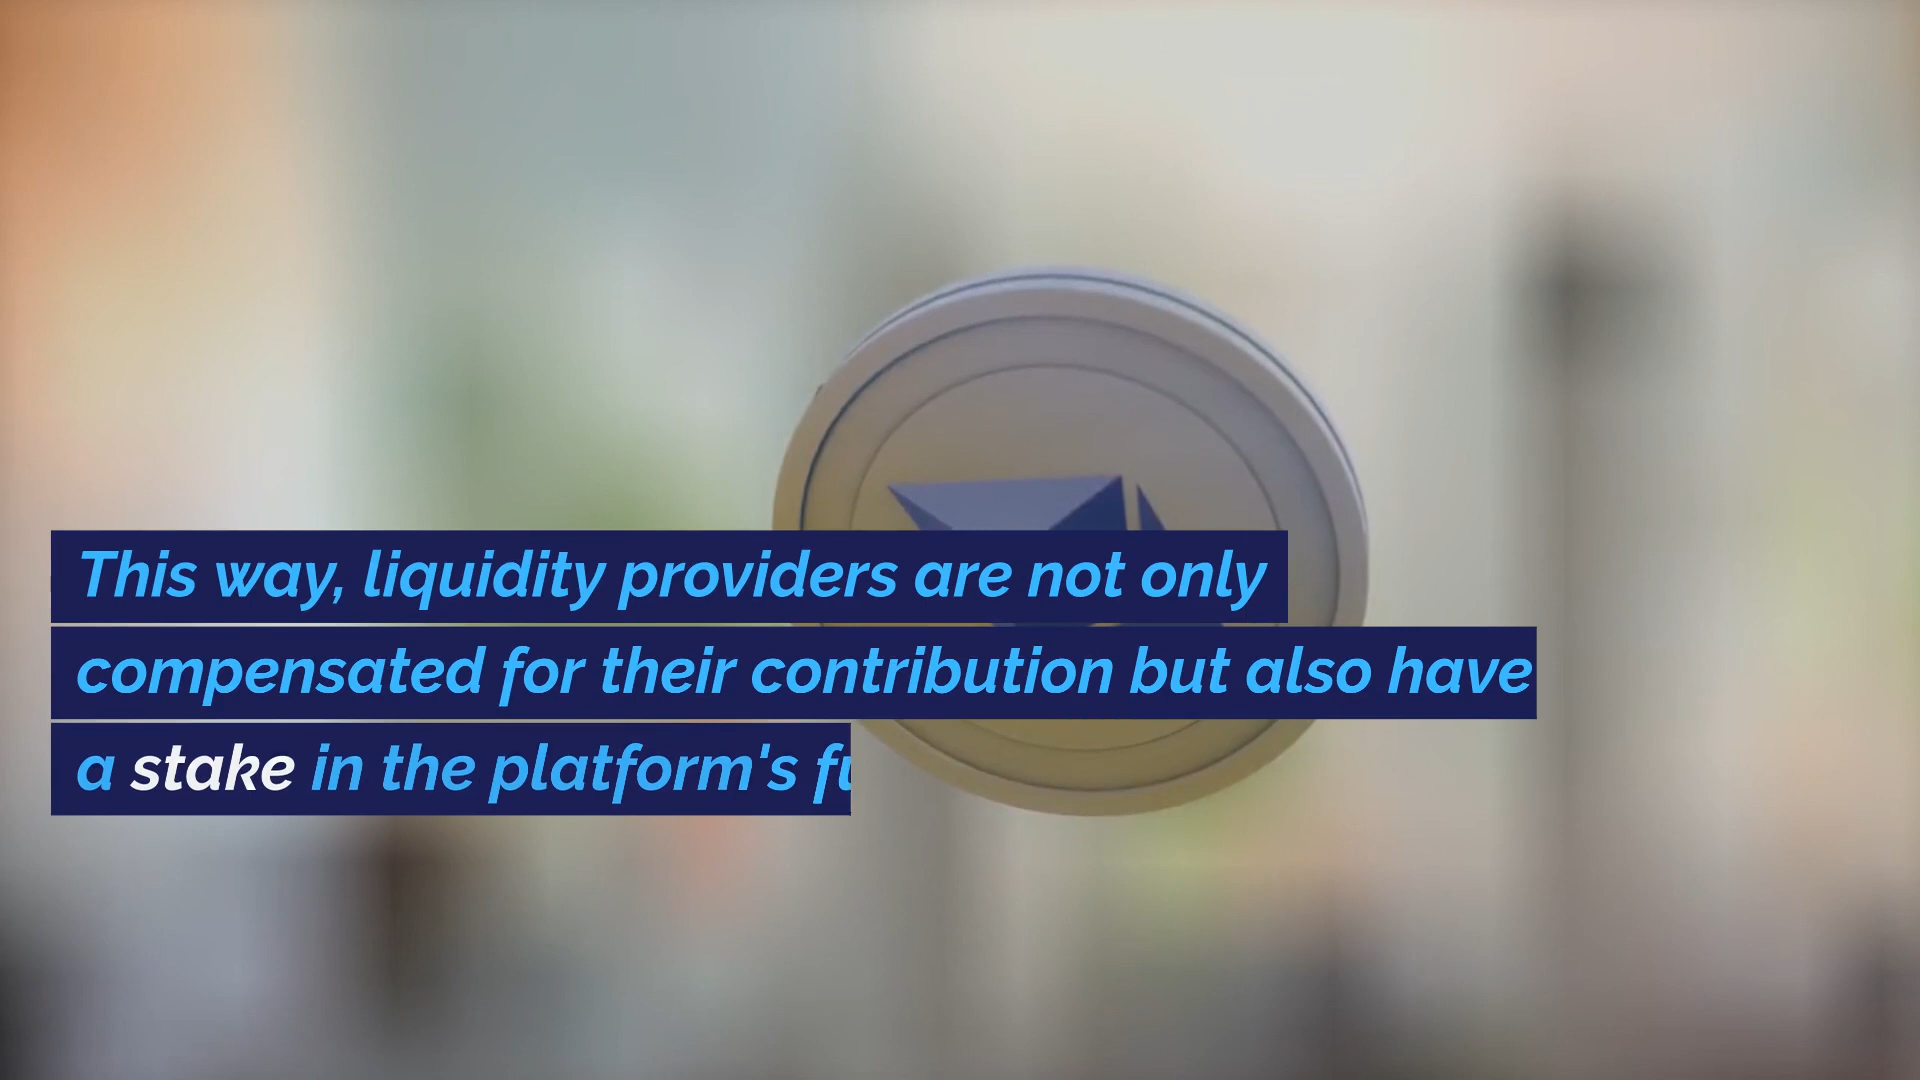 This way, liquidity providers are not only
compensated for their contribution but also have
a stake in the platform's